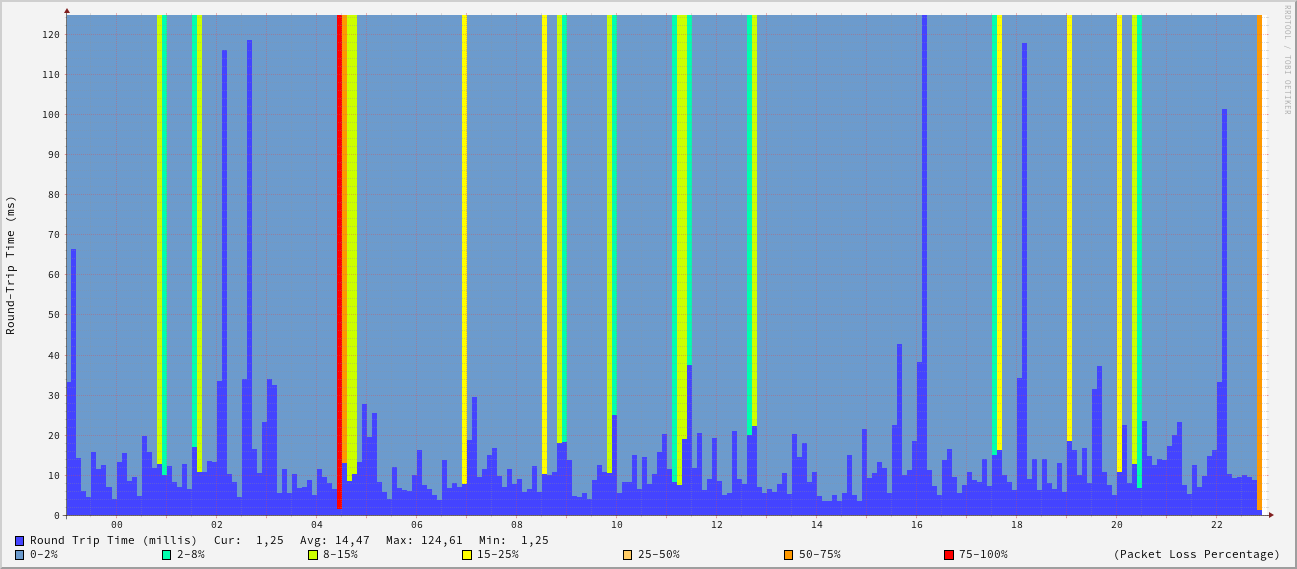 RRDTOOL / TOBI OETIKER
Round-Trip Time (ms)
120
110
100
90
80
70
60
50
40
30
20
10
0
00 02 04 06 08 10 12 14 16 18 20 22
Round Trip Time (millis) Cur: 1,25 Avg: 14,47 Max: 124,61 Min: 1,25
0-2% 2-8% 8-15% 15-25% 25-50% 50-75% 75-100% (Packet Loss Percentage)